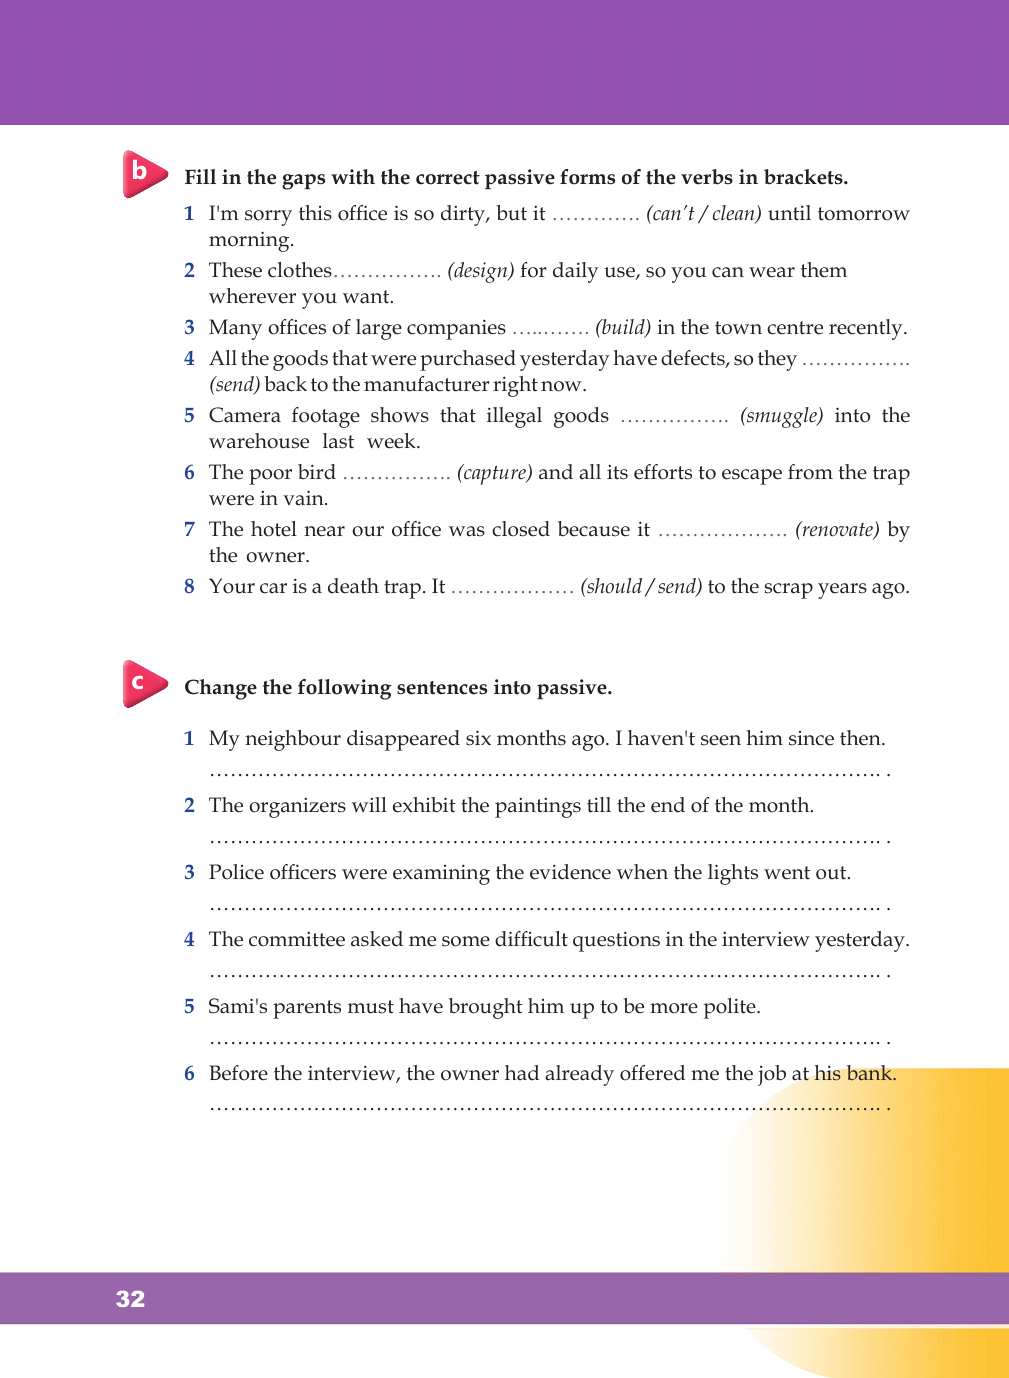 b
Fill in the gaps with the correct passive forms of the verbs in brackets.
1 I'm sorry this office is so dirty, but it …………. (can't / clean) until tomorrow
morning.
2 These clothes……………. (design) for daily use, so you can wear them
wherever you want.
3 Many offices of large companies …..……. (build) in the town centre recently.
4 All the goods that were purchased yesterday have defects, so they …………….
(send) back to the manufacturer right now.
5 Camera footage shows that illegal goods ……………. (smuggle) into the
warehouse last week.
6 The poor bird ……………. (capture) and all its efforts to escape from the trap
were in vain.
7 The hotel near our office was closed because it ………………. (renovate) by
the owner.
8 Your car is a death trap. It ……………… (should / send) to the scrap years ago.
c
Change the following sentences into passive.
1 My neighbour disappeared six months ago. I haven't seen him since then.
……………………………………………………………………………………. .
2 The organizers will exhibit the paintings till the end of the month.
……………………………………………………………………………………. .
3 Police officers were examining the evidence when the lights went out.
……………………………………………………………………………………. .
4 The committee asked me some difficult questions in the interview yesterday.
……………………………………………………………………………………. .
5 Sami's parents must have brought him up to be more polite.
……………………………………………………………………………………. .
6 Before the interview, the owner had already offered me the job at his bank.
……………………………………………………………………………………. .
32